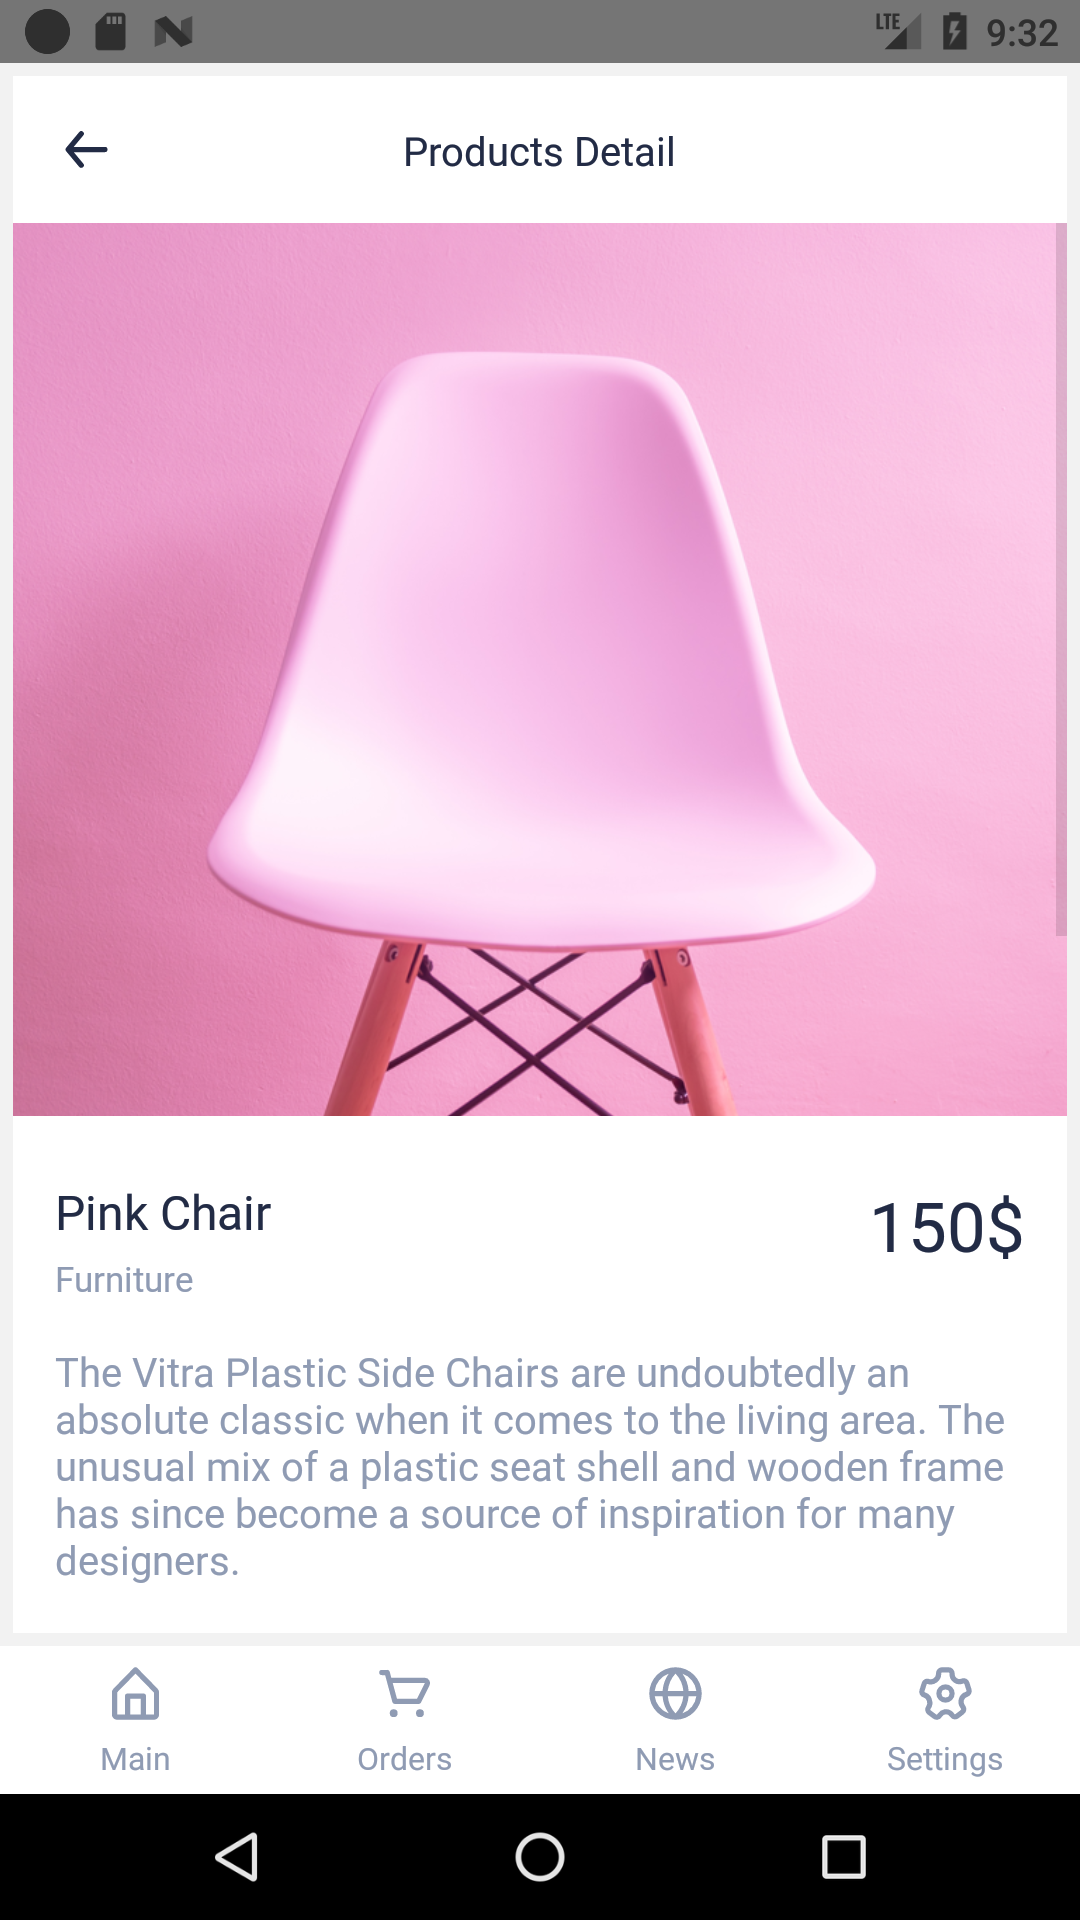 LTE 9:32
Products Detail
Pink Chair
150$
Furniture
The Vitra Plastic Side Chairs are undoubtedly an
absolute classic when it comes to the living area. The
unusual mix of a plastic seat shell and wooden frame
has since become a source of inspiration for many
designers.
Main Orders News Settings